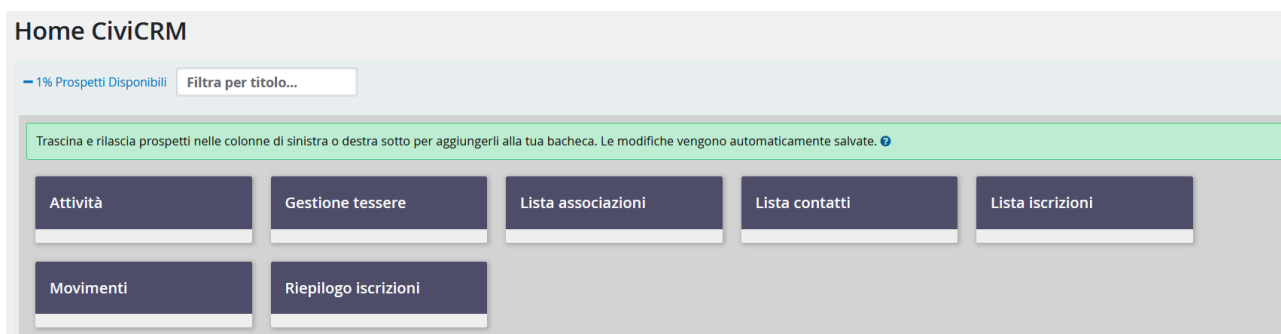 Home CiviCRM
1% Prospetti Disponibili Filtra per titolo...
Trascina e rilascia prospetti nelle colonne di sinistra o destra sotto per aggiungerli alla tua bacheca. Le modifiche vengono automaticamente salvate. ?
Attività Gestione tessere Lista associazioni Lista contatti Lista iscrizioni
Movimenti Riepilogo iscrizioni